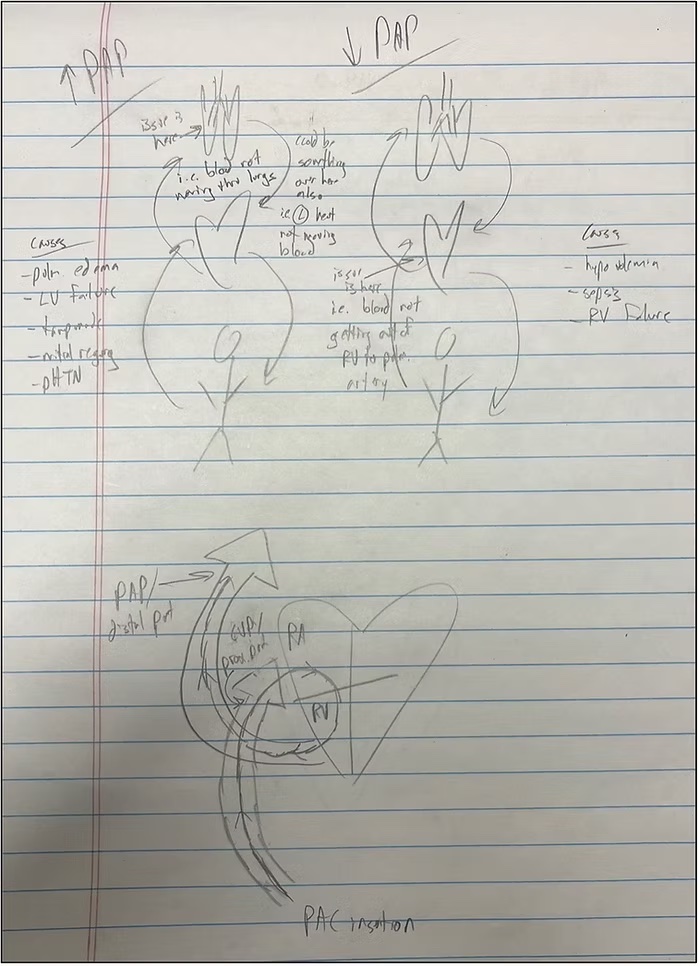 ↑ PAP
issue is
here.
i.e. blood not
moving thru lungs
could be
something
over here
also
i.e. (L) heart
not moving
blood
Causes
- pulm edema
- LV failure
- tamponade
- mitral regurg
- pHTN
↓ PAP
issue
is here
i.e. blood not
getting out of
RV to pulm.
artery
Causes
- hypovolemia
- sepsis
- RV Failure
PAP/
distal port
CVP/
prox. port
RA
RV
PAC insertion